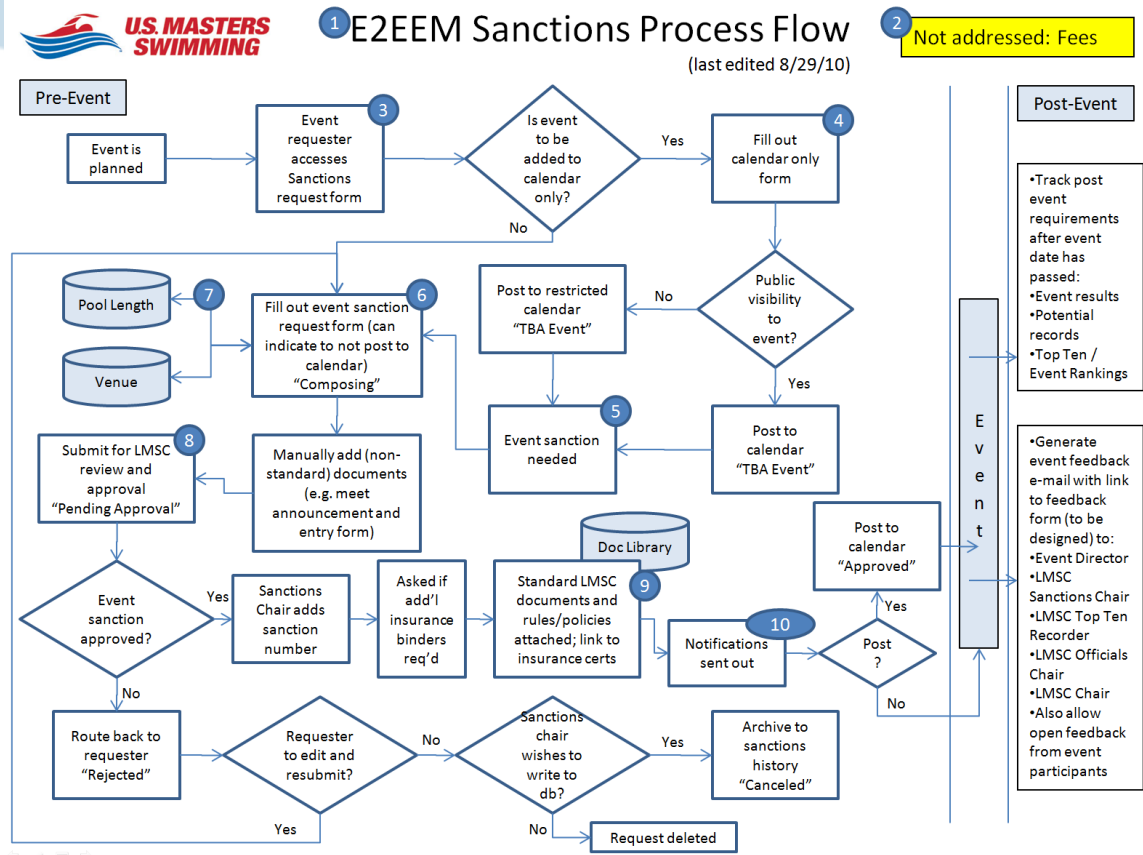 U.S. MASTERS
SWIMMING
1
E2EEM Sanctions Process Flow
(last edited 8/29/10)
2
Not addressed: Fees
Pre-Event
Post-Event
Event is
planned
3
Event
requester
accesses
Sanctions
request form
Is event
to be
added to
calendar
only?
Yes
No
4
Fill out
calendar only
form
Public
visibility
to
event?
No
Yes
Post to restricted
calendar
“TBA Event”
Post to
calendar
“TBA Event”
5
Event sanction
needed
6
Fill out event sanction
request form (can
indicate to not post to
calendar)
“Composing”
7
Pool Length
Venue
Manually add (non-
standard) documents
(e.g. meet
announcement and
entry form)
8
Submit for LMSC
review and
approval
“Pending Approval”
Event
sanction
approved?
Yes
No
Sanctions
Chair adds
sanction
number
Asked if
add’l
insurance
binders
req’d
Doc Library
9
Standard LMSC
documents and
rules/policies
attached; link to
insurance certs
10
Notifications
sent out
Post
?
Yes
No
Post to
calendar
“Approved”
Route back to
requester
“Rejected”
Requester
to edit and
resubmit?
Yes
No
Sanctions
chair
wishes to
write to
db?
Yes
No
Archive to
sanctions
history
“Canceled”
Request deleted
E
v
e
n
t
•Track post
event
requirements
after event
date has
passed:
•Event results
•Potential
records
•Top Ten /
Event Rankings
•Generate
event feedback
e-mail with link
to feedback
form (to be
designed) to:
•Event Director
•LMSC
Sanctions Chair
•LMSC Top Ten
Recorder
•LMSC Officials
Chair
•LMSC Chair
•Also allow
open feedback
from event
participants